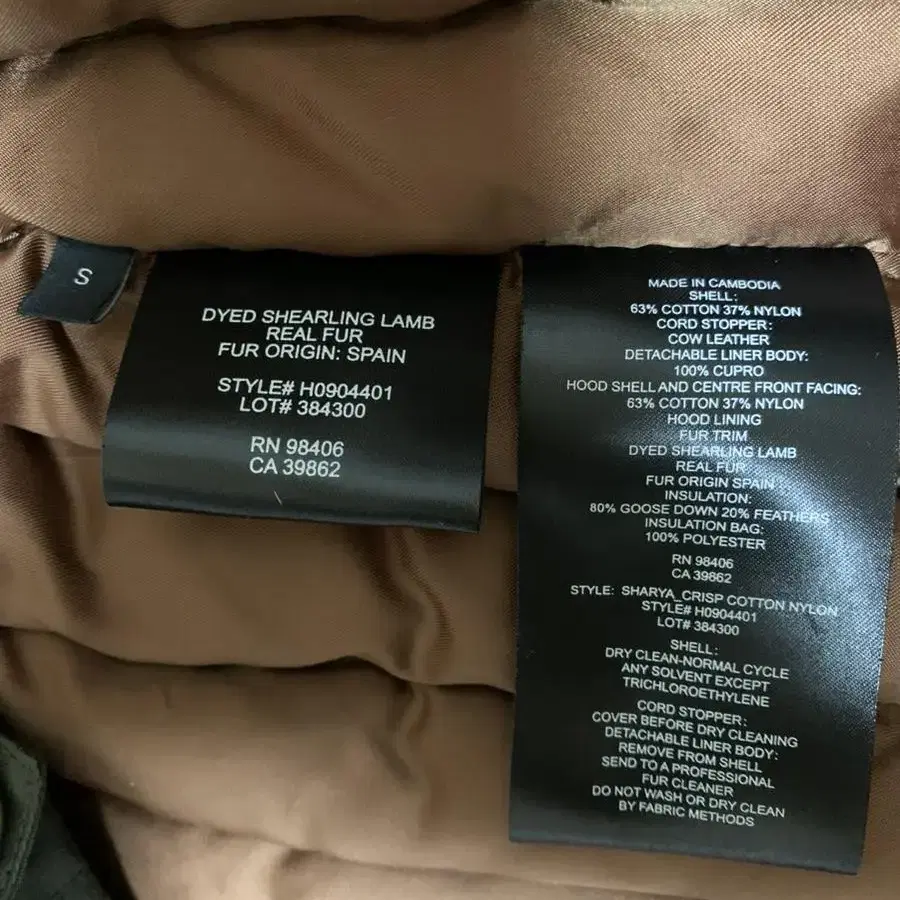 S
DYED SHEARLING LAMB
REAL FUR
FUR ORIGIN: SPAIN
STYLE# H0904401
LOT# 384300
RN 98406
CA 39862
MADE IN CAMBODIA
SHELL:
63% COTTON 37% NYLON
CORD STOPPER:
COW LEATHER
DETACHABLE LINER BODY:
100% CUPRO
HOOD SHELL AND CENTRE FRONT FACING:
63% COTTON 37% NYLON
HOOD LINING
FUR TRIM
DYED SHEARLING LAMB
REAL FUR
FUR ORIGIN SPAIN
INSULATION:
80% GOOSE DOWN 20% FEATHERS
INSULATION BAG:
100% POLYESTER
RN 98406
CA 39862
STYLE: SHARYA_CRISP COTTON NYLON
STYLE# H0904401
LOT# 384300
SHELL:
DRY CLEAN-NORMAL CYCLE
ANY SOLVENT EXCEPT
TRICHLOROETHYLENE
CORD STOPPER:
COVER BEFORE DRY CLEANING
DETACHABLE LINER BODY:
REMOVE FROM SHELL
SEND TO A PROFESSIONAL
FUR CLEANER
DO NOT WASH OR DRY CLEAN
BY FABRIC METHODS